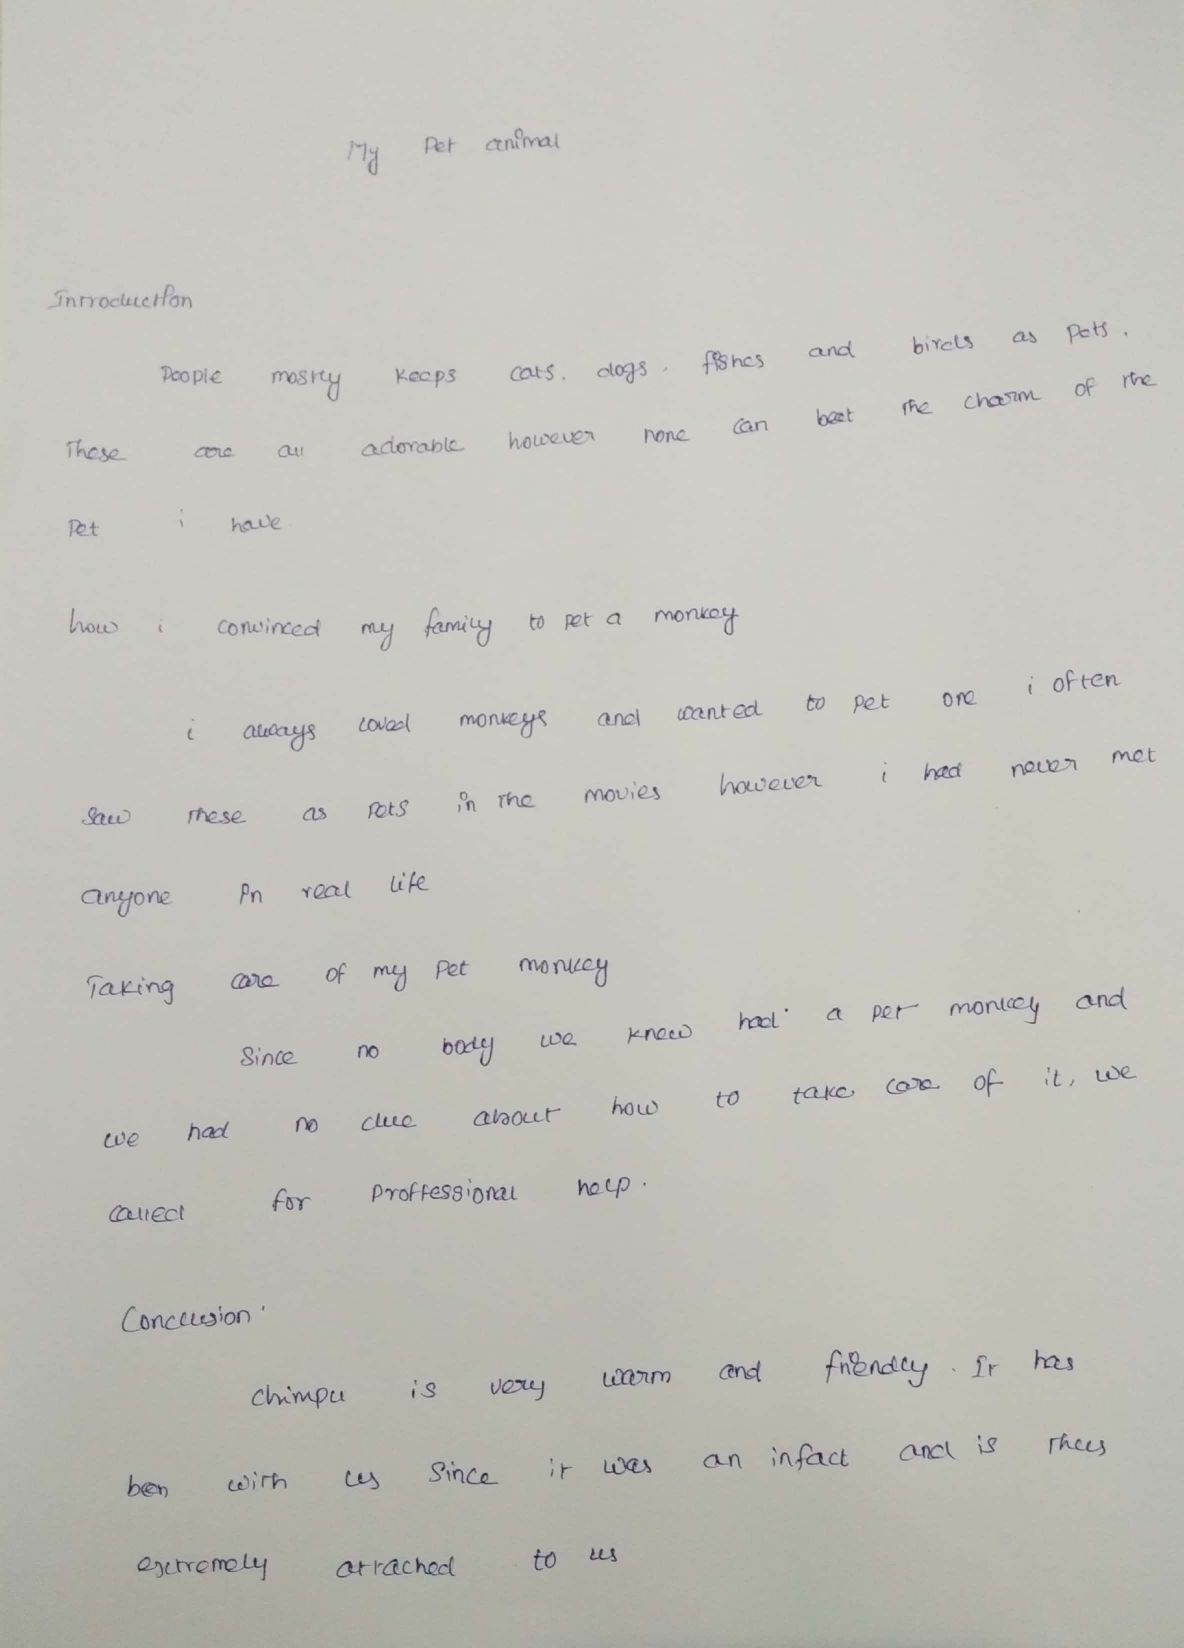 My Pet animal
Introduction
People mostly keeps cats. dogs. fishes and birds as pets.
These are all adorable however none can beat the charm of the
Pet i have
how i convinced my family to pet a monkey
i always loved monkeys and wanted to pet one i often
saw these as pets in the movies however i had never met
anyone in real life
Taking care of my pet monkey
Since no body we knew had a pet monkey and
we had no clue about how to take care of it, we
called for proffessional help.
Conclusion
chimpu is very warm and friendly. It has
been with us since it was an infact and is thus
extremely attached to us